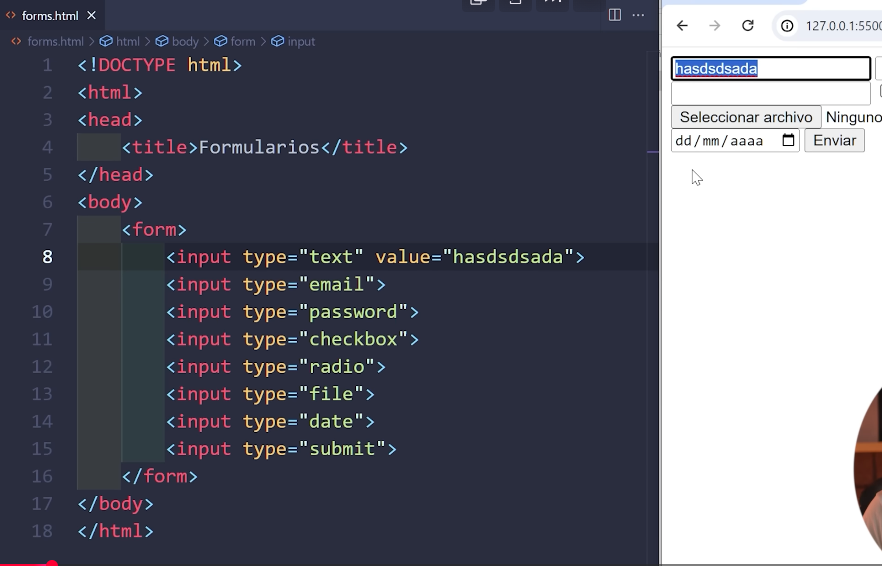 forms.html
forms.html > html > body > form > input
1 <!DOCTYPE html>
2 <html>
3 <head>
4 <title>Formularios</title>
5 </head>
6 <body>
7 <form>
8 <input type="text" value="hasdsdsada">
9 <input type="email">
10 <input type="password">
11 <input type="checkbox">
12 <input type="radio">
13 <input type="file">
14 <input type="date">
15 <input type="submit">
16 </form>
17 </body>
18 </html>
127.0.0.1:5500
hasdsdsada
Seleccionar archivo Ninguno
dd/mm/aaaa Enviar